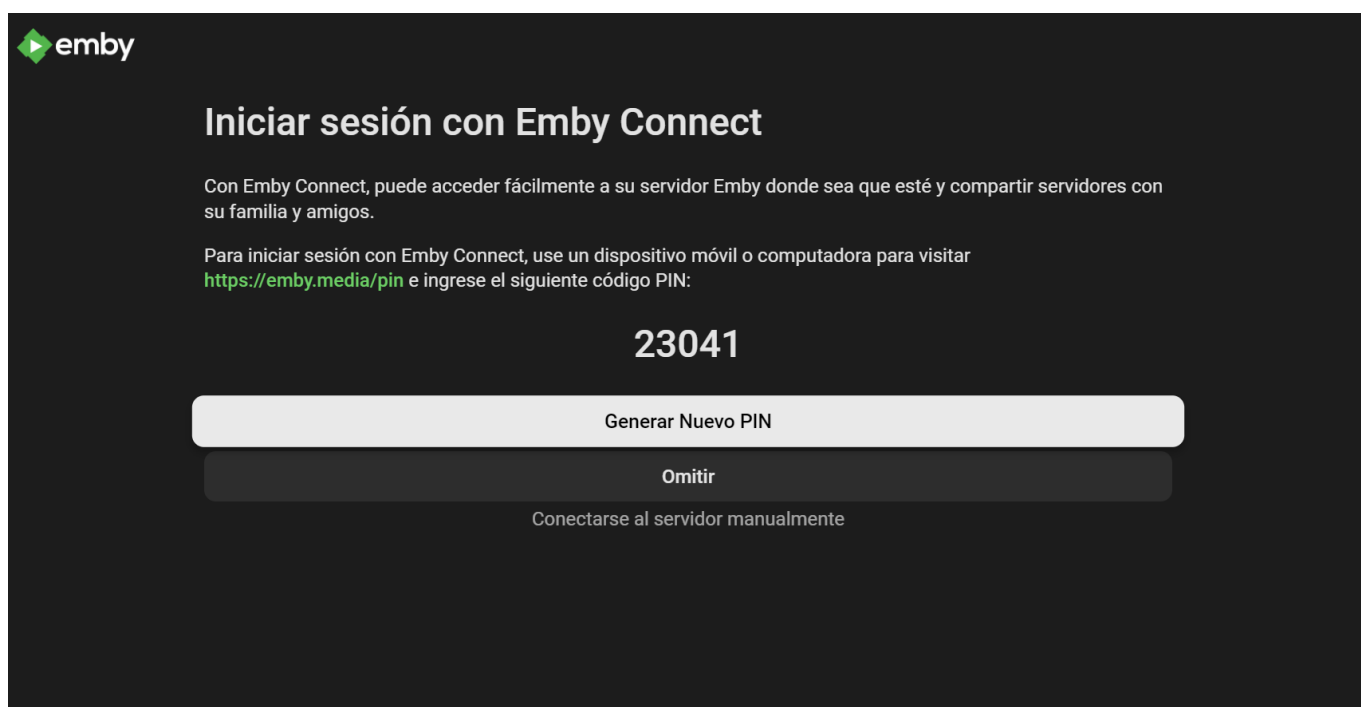 emby
Iniciar sesión con Emby Connect
Con Emby Connect, puede acceder fácilmente a su servidor Emby donde sea que esté y compartir servidores con
su familia y amigos.
Para iniciar sesión con Emby Connect, use un dispositivo móvil o computadora para visitar
https://emby.media/pin e ingrese el siguiente código PIN:
23041
Generar Nuevo PIN
Omitir
Conectarse al servidor manualmente